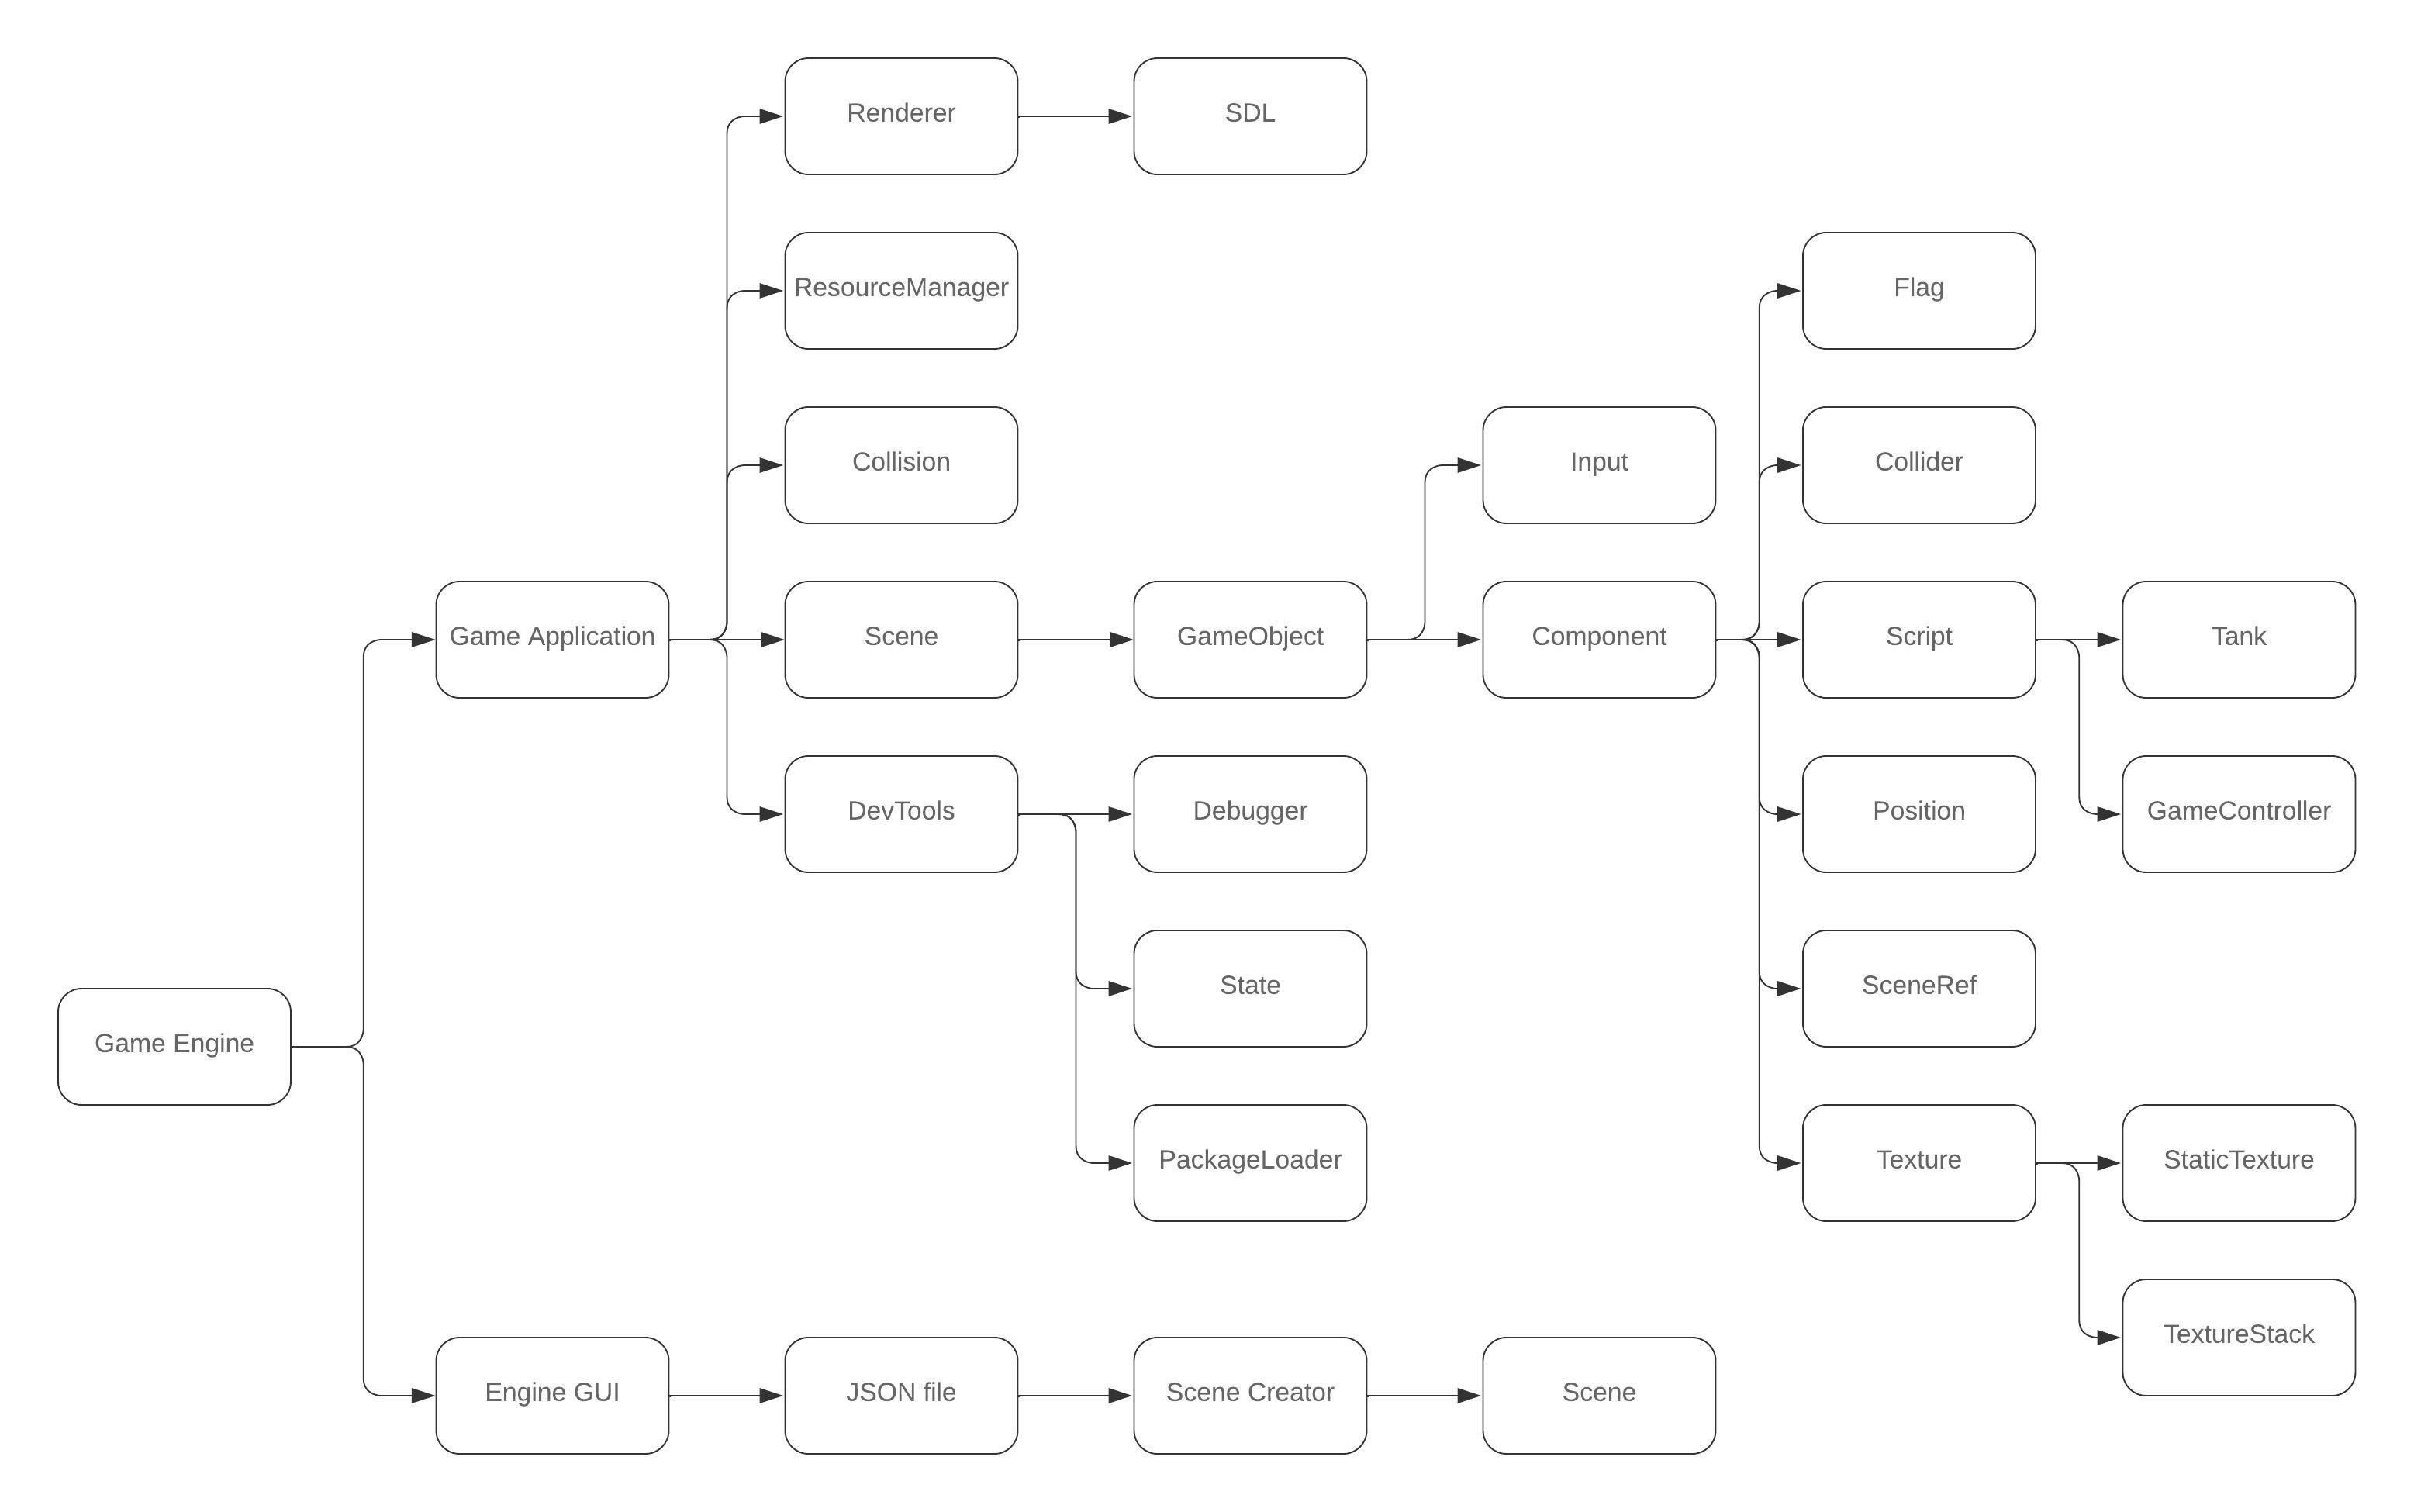 Renderer
SDL
ResourceManager
Flag
Collision
Input
Collider
Game Application
Scene
GameObject
Component
Script
Tank
DevTools
Debugger
Position
GameController
State
SceneRef
Game Engine
PackageLoader
Texture
StaticTexture
TextureStack
Engine GUI
JSON file
Scene Creator
Scene